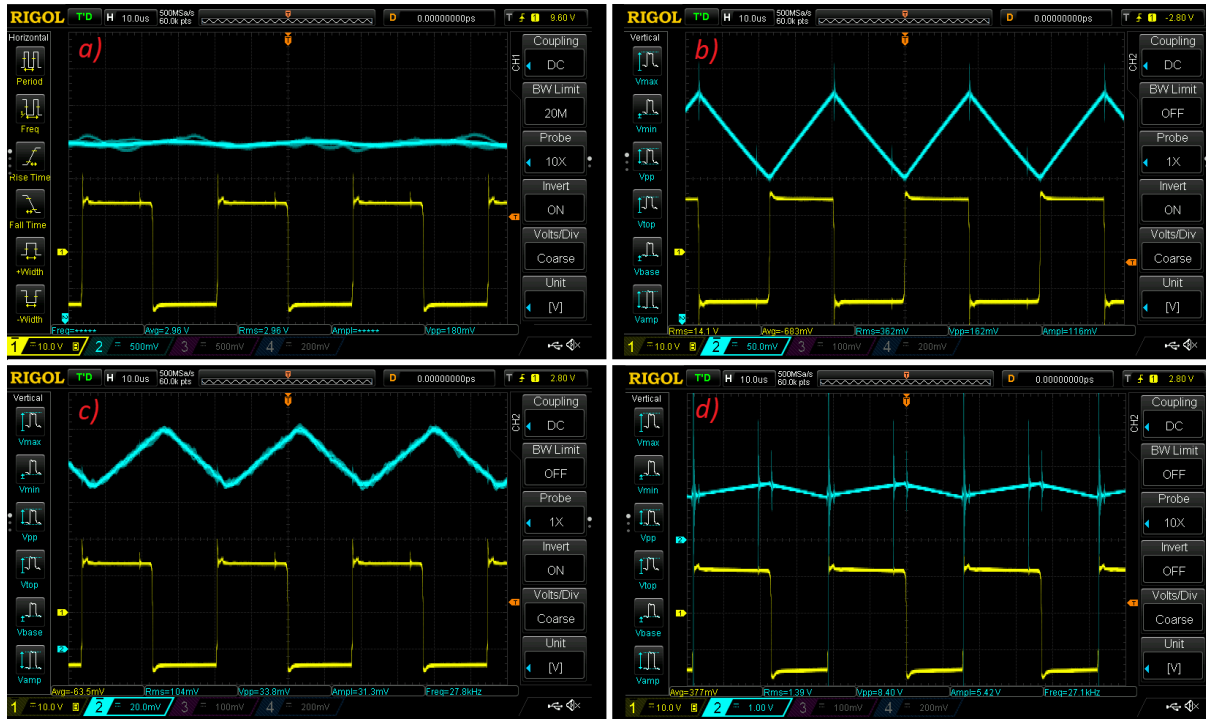 RIGOL T'D H 10.0us 500MSa/s 60.0k pts T D 0.00000000ps T 1 9.60 V
Horizontal
a)
Period
Freq
Rise Time
Fall Time
+Width
-Width
CH1
Coupling
DC
BW Limit
20M
Probe
10X
Invert
ON
Volts/Div
Coarse
Unit
[V]
T
1
Freq=***** Avg=2.96 V Rms=2.96 V Ampl=***** Vpp=180mV
1 10.0 V B 2 500mV 3 500mV 4 200mV
RIGOL T'D H 10.0us 500MSa/s 60.0k pts T D 0.00000000ps T 1 -2.80 V
Vertical
b)
Vmax
Vmin
Vpp
Vtop
Vbase
Vamp
CH2
Coupling
DC
BW Limit
OFF
Probe
1X
Invert
ON
Volts/Div
Coarse
Unit
[V]
T
1
Rms=14.1 V Avg=-683mV Rms=362mV Vpp=162mV Ampl=116mV
1 10.0 V B 2 50.0mV 3 100mV 4 200mV
RIGOL T'D H 10.0us 500MSa/s 60.0k pts T D 0.00000000ps T 1 2.80 V
Vertical
c)
Vmax
Vmin
Vpp
Vtop
Vbase
Vamp
CH2
Coupling
DC
BW Limit
OFF
Probe
1X
Invert
ON
Volts/Div
Coarse
Unit
[V]
T
1
2
Avg=-63.5mV Rms=104mV Vpp=33.8mV Ampl=31.3mV Freq=27.8kHz
1 10.0 V B 2 20.0mV 3 100mV 4 200mV
RIGOL T'D H 10.0us 500MSa/s 60.0k pts T D 0.00000000ps T 1 2.80 V
Vertical
d)
Vmax
Vmin
Vpp
Vtop
Vbase
Vamp
CH2
Coupling
DC
BW Limit
OFF
Probe
10X
Invert
OFF
Volts/Div
Coarse
Unit
[V]
T
2
1
Avg=377mV Rms=1.39 V Vpp=8.40 V Ampl=5.42 V Freq=27.1kHz
1 10.0 V B 2 1.00 V 3 100mV 4 200mV